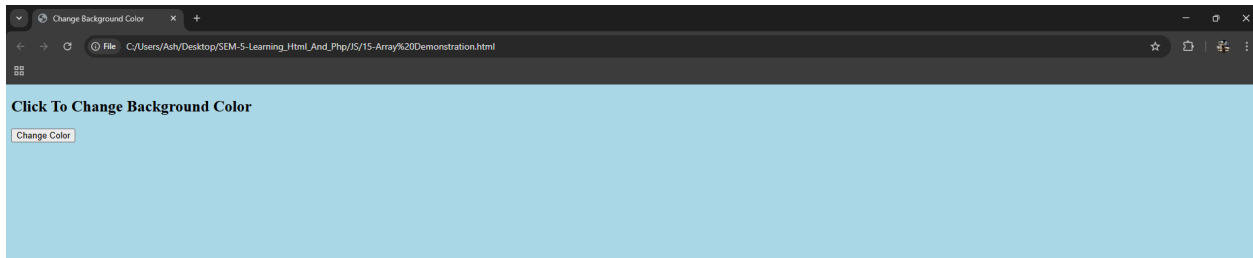 Change Background Color
File C:/Users/Ash/Desktop/SEM-5-Learning_Html_And_Php/JS/15-Array%20Demonstration.html
Click To Change Background Color
Change Color